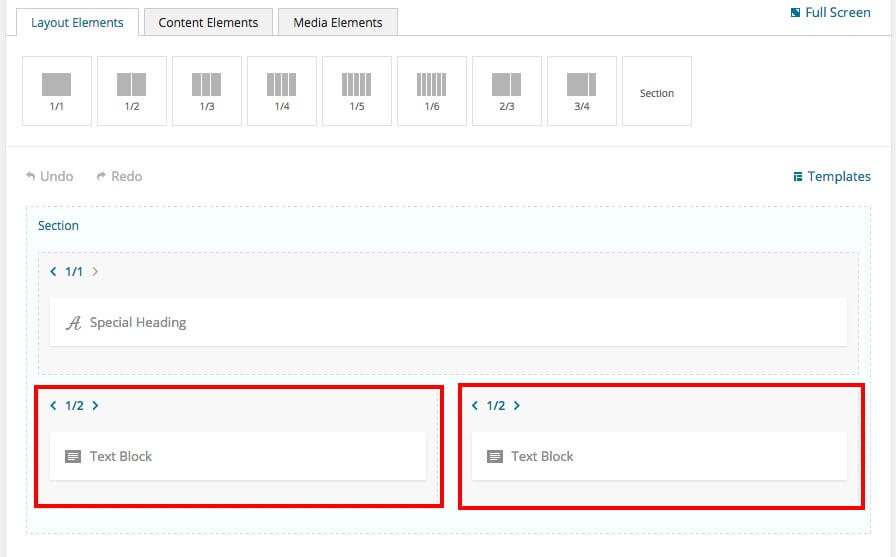 Layout Elements Content Elements Media Elements Full Screen
1/1 1/2 1/3 1/4 1/5 1/6 2/3 3/4 Section
Undo Redo Templates
Section
1/1
Special Heading
1/2 1/2
Text Block Text Block